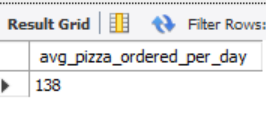 Result Grid Filter Rows:
avg_pizza_ordered_per_day
138